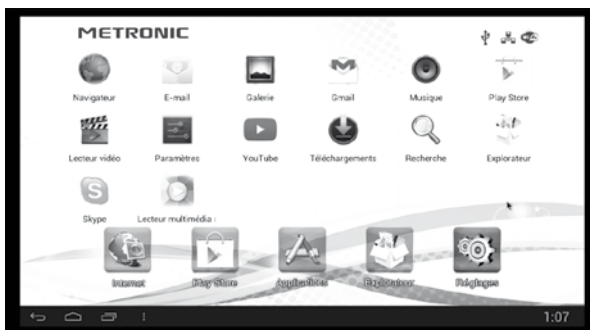 METRONIC
Navigateur E-mail Galerie Gmail Musique Play Store
Lecteur vidéo Paramètres YouTube Téléchargements Recherche Explorateur
Skype Lecteur multimédia :
Internet Play Store Applications Explorateur Réglages
1:07